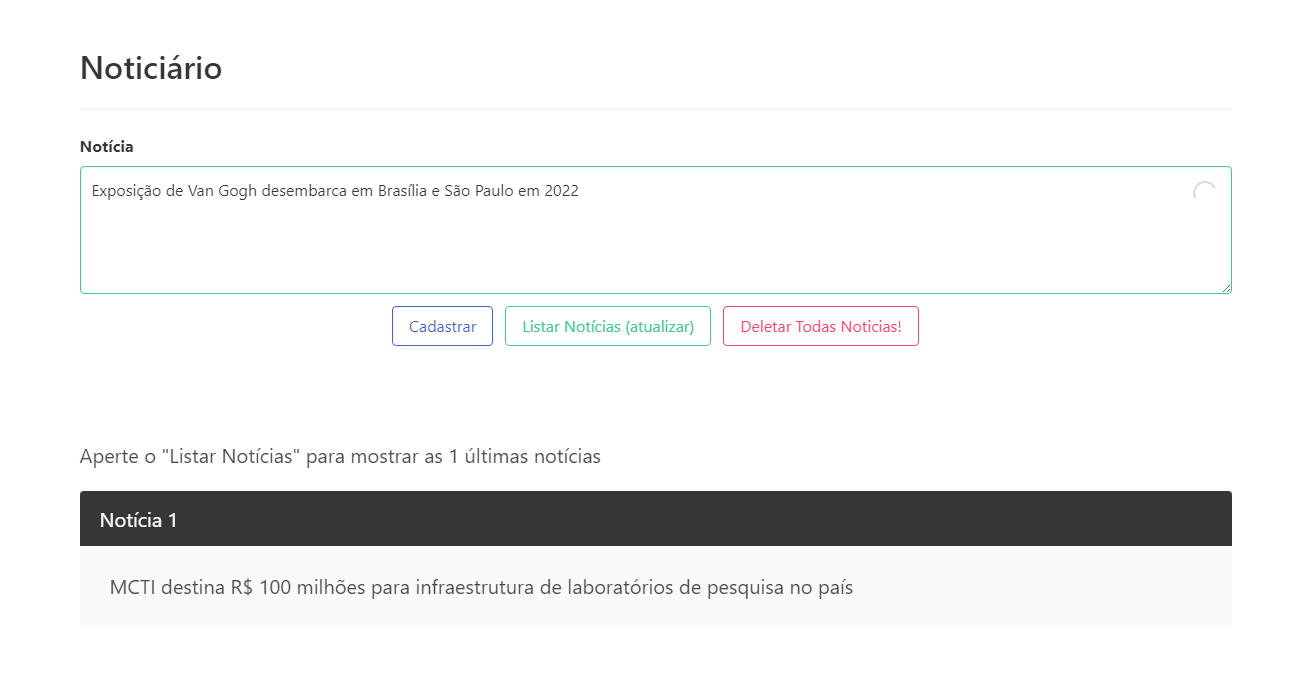 Noticiário
Notícia
Exposição de Van Gogh desembarca em Brasília e São Paulo em 2022
Cadastrar
Listar Notícias (atualizar)
Deletar Todas Noticias!
Aperte o "Listar Notícias" para mostrar as 1 últimas notícias
Notícia 1
MCTI destina R$ 100 milhões para infraestrutura de laboratórios de pesquisa no país